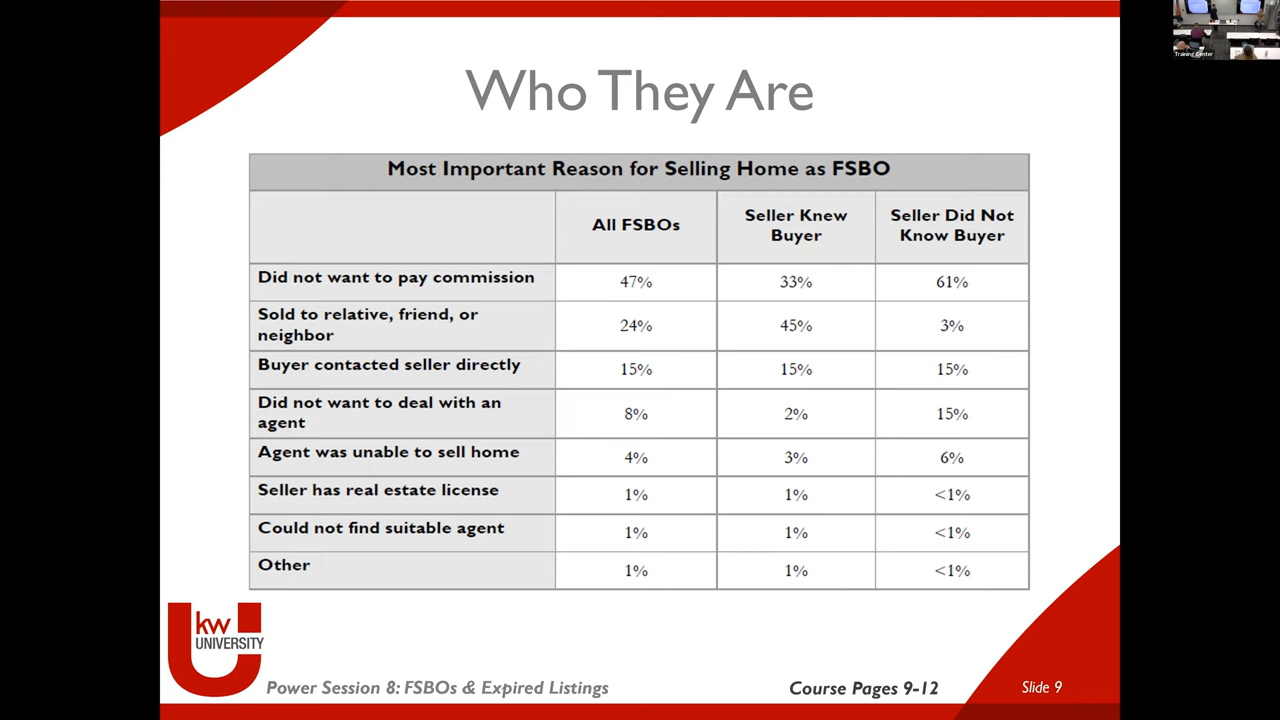 Training Center
Who They Are
Most Important Reason for Selling Home as FSBO
All FSBOs
Seller Knew
Buyer
Seller Did Not
Know Buyer
Did not want to pay commission 47% 33% 61%
Sold to relative, friend, or
neighbor 24% 45% 3%
Buyer contacted seller directly 15% 15% 15%
Did not want to deal with an
agent 8% 2% 15%
Agent was unable to sell home 4% 3% 6%
Seller has real estate license 1% 1% <1%
Could not find suitable agent 1% 1% <1%
Other 1% 1% <1%
kw
UNIVERSITY
Power Session 8: FSBOs & Expired Listings
Course Pages 9-12
Slide 9